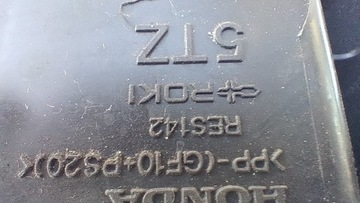 5TZ
ROKI
RES142
>PP-(GF10+PS20)<
HONDA